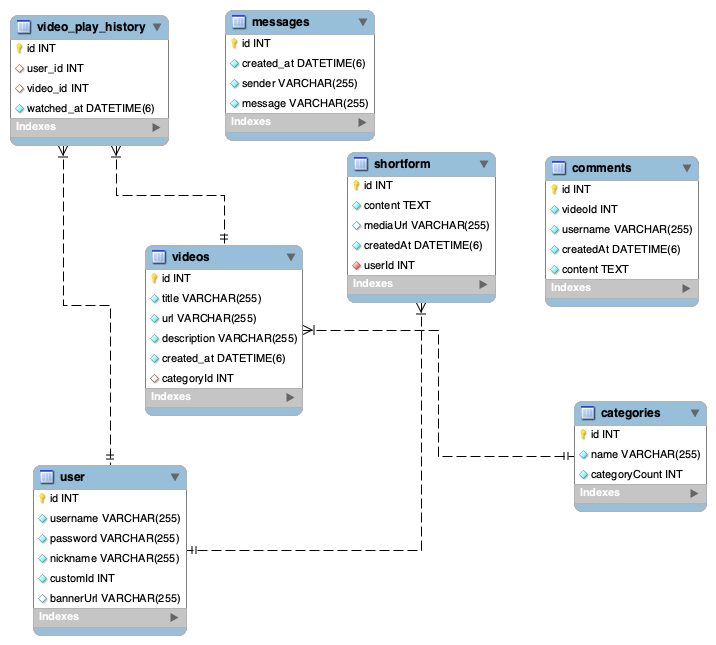 video_play_history
id INT
user_id INT
video_id INT
watched_at DATETIME(6)
Indexes
messages
id INT
created_at DATETIME(6)
sender VARCHAR(255)
message VARCHAR(255)
Indexes
shortform
id INT
content TEXT
mediaUrl VARCHAR(255)
createdAt DATETIME(6)
userId INT
Indexes
comments
id INT
videoId INT
username VARCHAR(255)
createdAt DATETIME(6)
content TEXT
Indexes
videos
id INT
title VARCHAR(255)
url VARCHAR(255)
description VARCHAR(255)
created_at DATETIME(6)
categoryId INT
Indexes
categories
id INT
name VARCHAR(255)
categoryCount INT
Indexes
user
id INT
username VARCHAR(255)
password VARCHAR(255)
nickname VARCHAR(255)
customId INT
bannerUrl VARCHAR(255)
Indexes